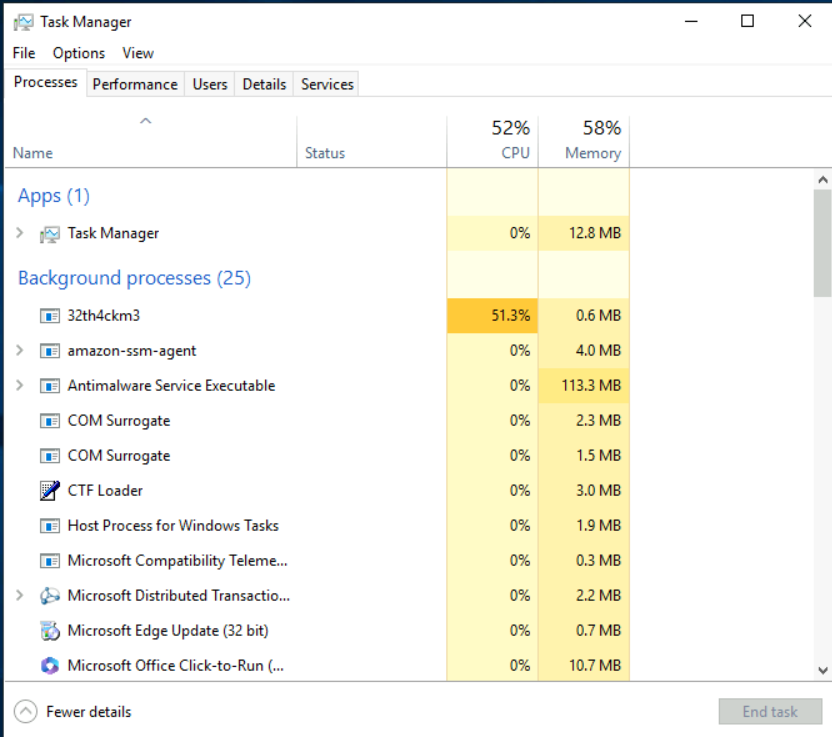 Task Manager
File Options View
Processes Performance Users Details Services
52% 58%
Name Status CPU Memory
Apps (1)
Task Manager 0% 12.8 MB
Background processes (25)
32th4ckm3 51.3% 0.6 MB
amazon-ssm-agent 0% 4.0 MB
Antimalware Service Executable 0% 113.3 MB
COM Surrogate 0% 2.3 MB
COM Surrogate 0% 1.5 MB
CTF Loader 0% 3.0 MB
Host Process for Windows Tasks 0% 1.9 MB
Microsoft Compatibility Teleme... 0% 0.3 MB
Microsoft Distributed Transactio... 0% 2.2 MB
Microsoft Edge Update (32 bit) 0% 0.7 MB
Microsoft Office Click-to-Run (... 0% 10.7 MB
Fewer details End task